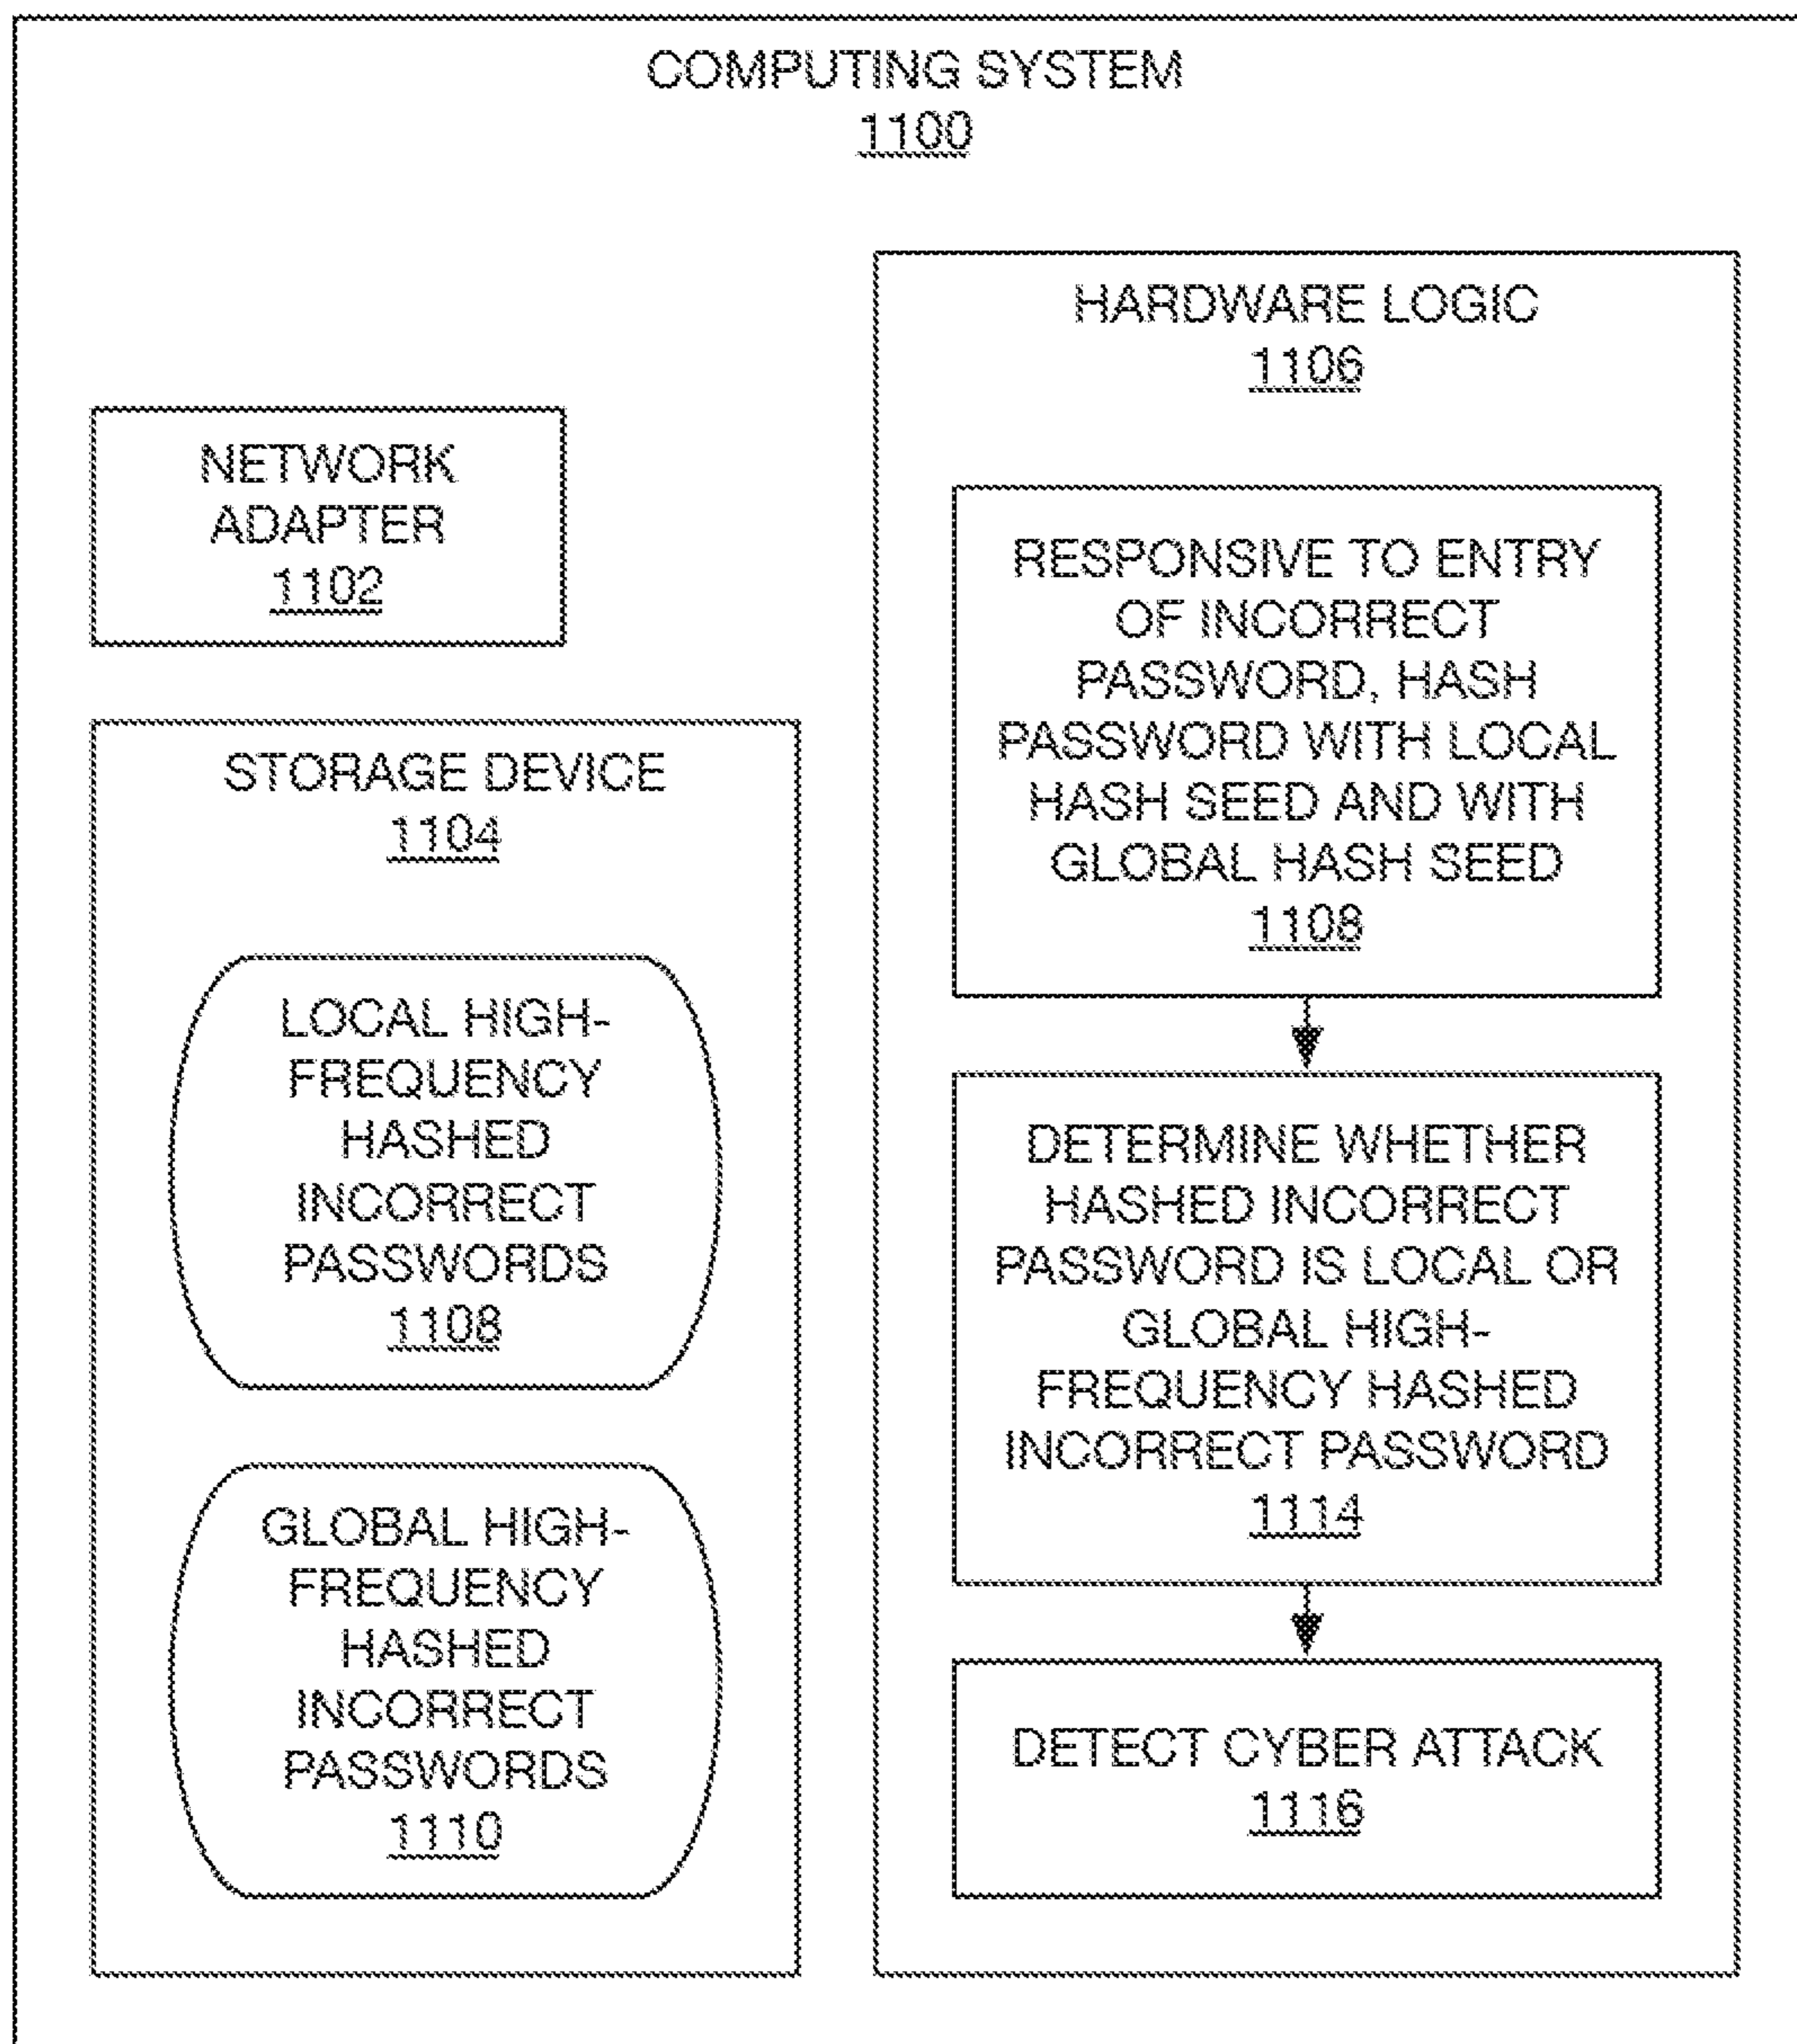 COMPUTING SYSTEM
1100
NETWORK
ADAPTER
1102
STORAGE DEVICE
1104
LOCAL HIGH-
FREQUENCY
HASHED
INCORRECT
PASSWORDS
1108
GLOBAL HIGH-
FREQUENCY
HASHED
INCORRECT
PASSWORDS
1110
HARDWARE LOGIC
1106
RESPONSIVE TO ENTRY
OF INCORRECT
PASSWORD, HASH
PASSWORD WITH LOCAL
HASH SEED AND WITH
GLOBAL HASH SEED
1108
DETERMINE WHETHER
HASHED INCORRECT
PASSWORD IS LOCAL OR
GLOBAL HIGH-
FREQUENCY HASHED
INCORRECT PASSWORD
1114
DETECT CYBER ATTACK
1116